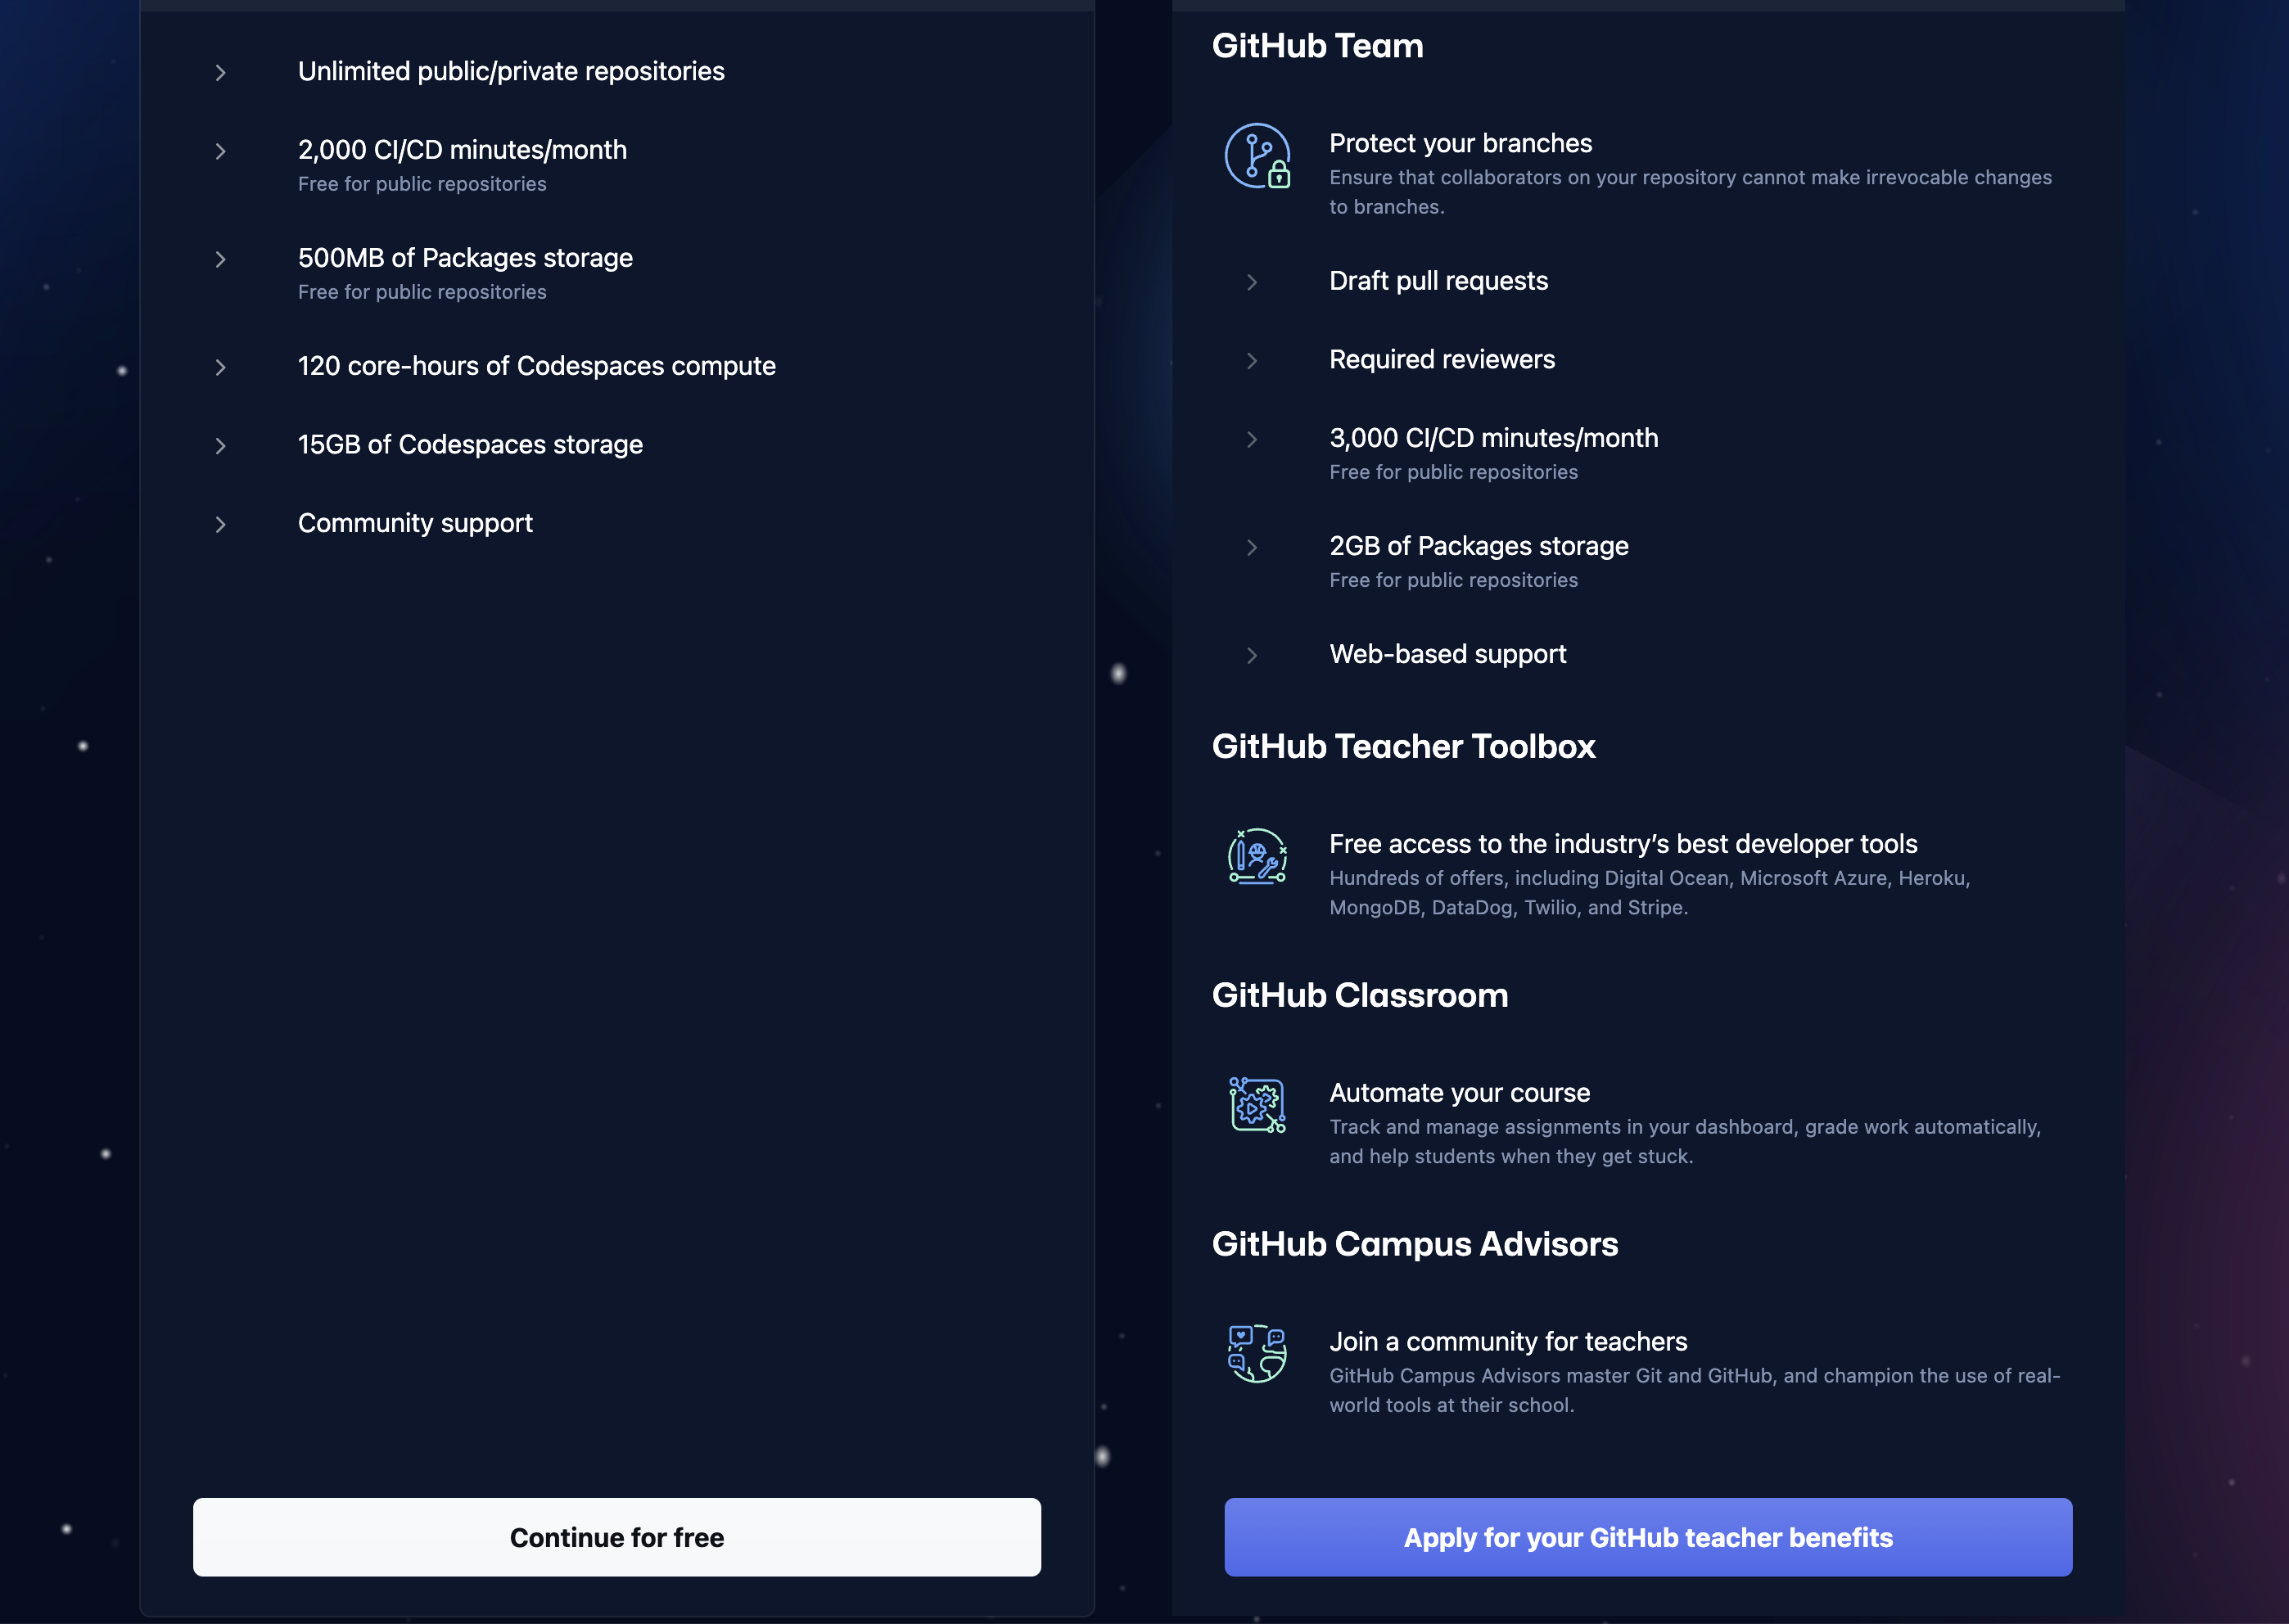 Unlimited public/private repositories
2,000 CI/CD minutes/month
Free for public repositories
500MB of Packages storage
Free for public repositories
120 core-hours of Codespaces compute
15GB of Codespaces storage
Community support
Continue for free
GitHub Team
Protect your branches
Ensure that collaborators on your repository cannot make irrevocable changes
to branches.
Draft pull requests
Required reviewers
3,000 CI/CD minutes/month
Free for public repositories
2GB of Packages storage
Free for public repositories
Web-based support
GitHub Teacher Toolbox
Free access to the industry’s best developer tools
Hundreds of offers, including Digital Ocean, Microsoft Azure, Heroku,
MongoDB, DataDog, Twilio, and Stripe.
GitHub Classroom
Automate your course
Track and manage assignments in your dashboard, grade work automatically,
and help students when they get stuck.
GitHub Campus Advisors
Join a community for teachers
GitHub Campus Advisors master Git and GitHub, and champion the use of real-
world tools at their school.
Apply for your GitHub teacher benefits